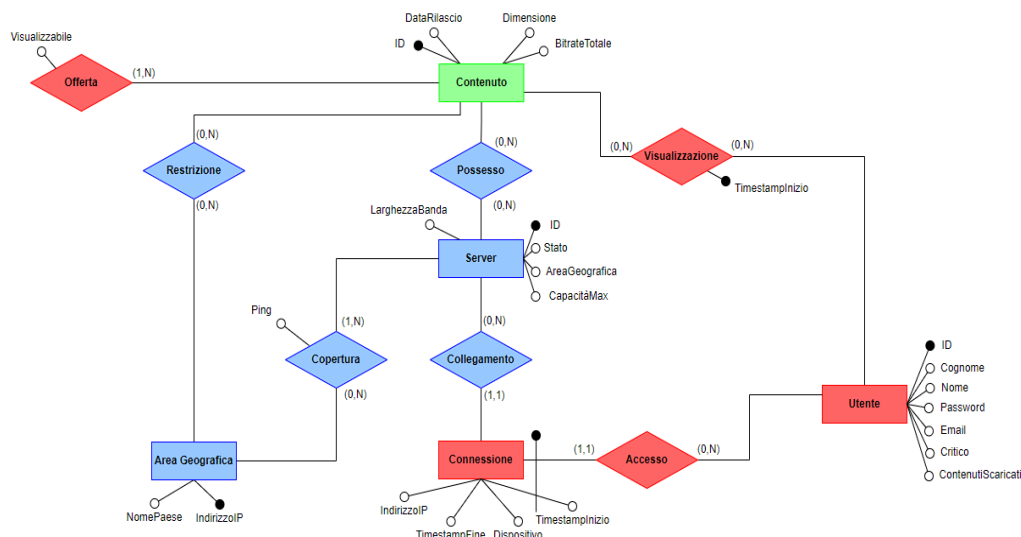 DataRilascio
Dimensione
Visualizzabile
ID
BitrateTotale
(1,N)
Offerta
Contenuto
(0,N)
(0,N)
(0,N)
(0,N)
Restrizione
Possesso
Visualizzazione
TimestampInizio
(0,N)
(0,N)
LarghezzaBanda
ID
Stato
Server
AreaGeografica
CapacitàMax
Ping
(1,N)
(0,N)
Copertura
Collegamento
ID
Cognome
(0,N)
(1,1)
Nome
Utente
Password
Email
(1,1)
(0,N)
Critico
Area Geografica
Connessione
Accesso
ContenutiScaricati
NomePaese
IndirizzoIP
IndirizzoIP
TimestampInizio
TimestampFine
Dispositivo